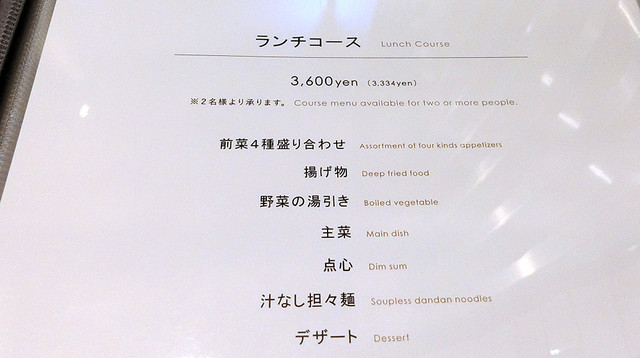 ランチコース Lunch Course
3,600yen (3,334yen)
※2名様より承ります。 Course menu available for two or more people.
前菜4種盛り合わせ Assortment of four kinds appetizers
揚げ物 Deep fried food
野菜の湯引き Boiled vegetable
主菜 Main dish
点心 Dim sum
汁なし担々麺 Soupless dandan noodles
デザート Dessert